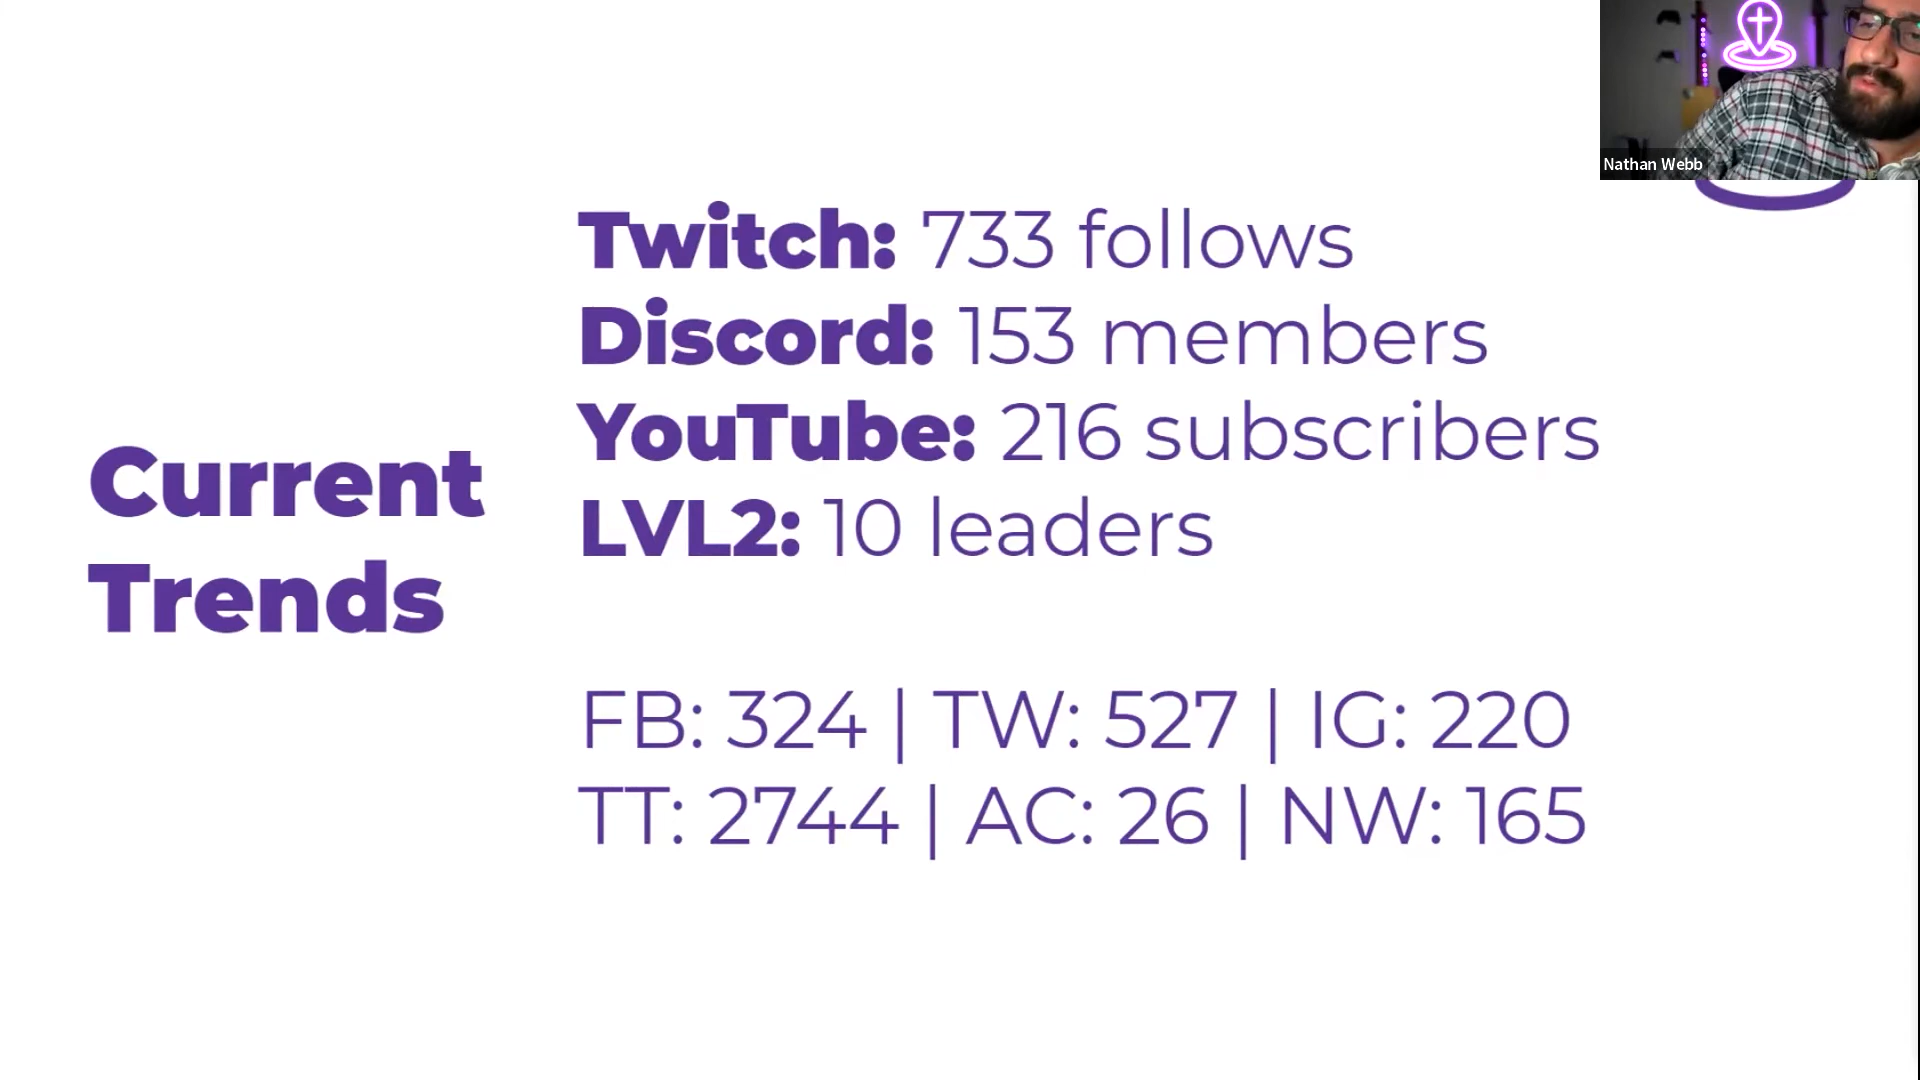 Nathan Webb
Current
Trends
Twitch: 733 follows
Discord: 153 members
YouTube: 216 subscribers
LVL2: 10 leaders
FB: 324 | TW: 527 | IG: 220
TT: 2744 | AC: 26 | NW: 165